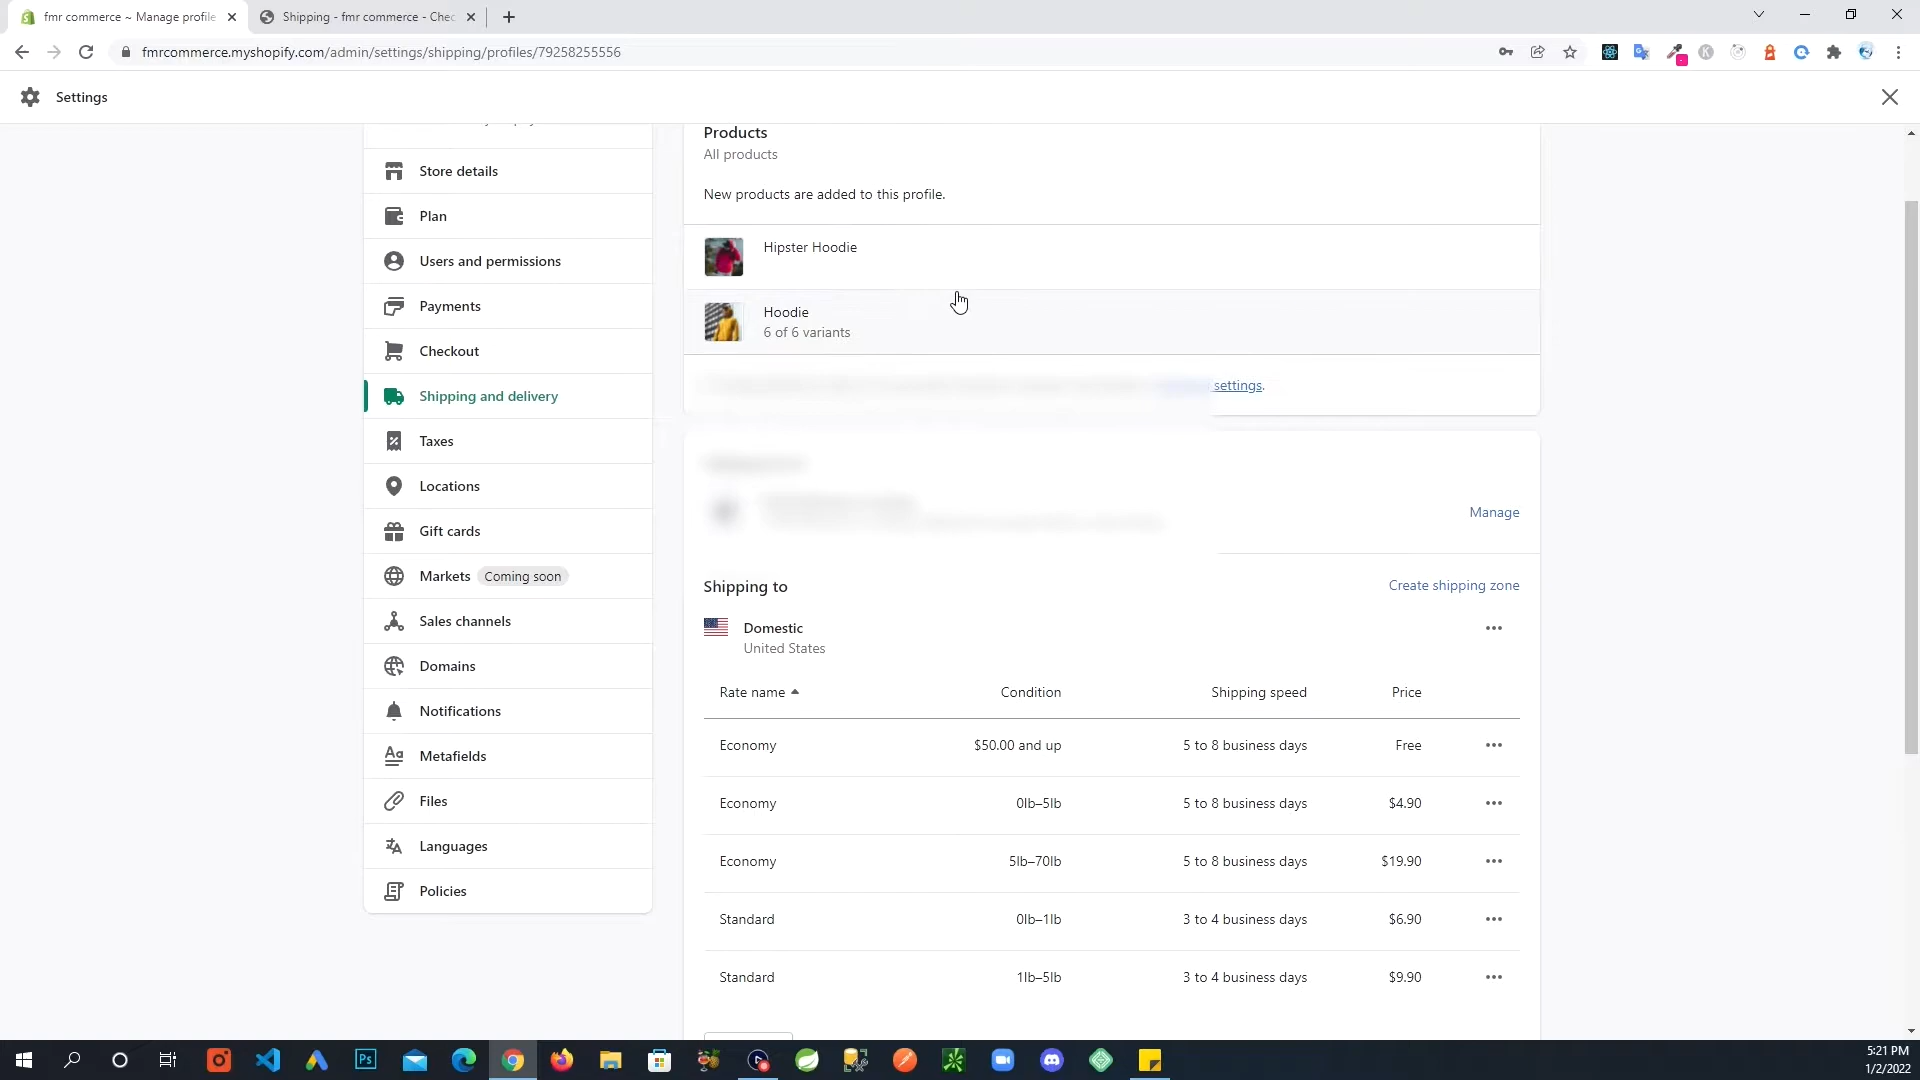 fmr commerce ~ Manage profile
Shipping - fmr commerce - Chec
fmrcommerce.myshopify.com/admin/settings/shipping/profiles/79258255556
Settings
Store details
Plan
Users and permissions
Payments
Checkout
Shipping and delivery
Taxes
Locations
Gift cards
Markets Coming soon
Sales channels
Domains
Notifications
Metafields
Files
Languages
Policies
Products
All products
New products are added to this profile.
Hipster Hoodie
Hoodie
6 of 6 variants
settings.
Manage
Shipping to
Create shipping zone
Domestic
United States
Rate name Condition Shipping speed Price
Economy $50.00 and up 5 to 8 business days Free
Economy 0lb–5lb 5 to 8 business days $4.90
Economy 5lb–70lb 5 to 8 business days $19.90
Standard 0lb–1lb 3 to 4 business days $6.90
Standard 1lb–5lb 3 to 4 business days $9.90
5:21 PM
1/2/2022